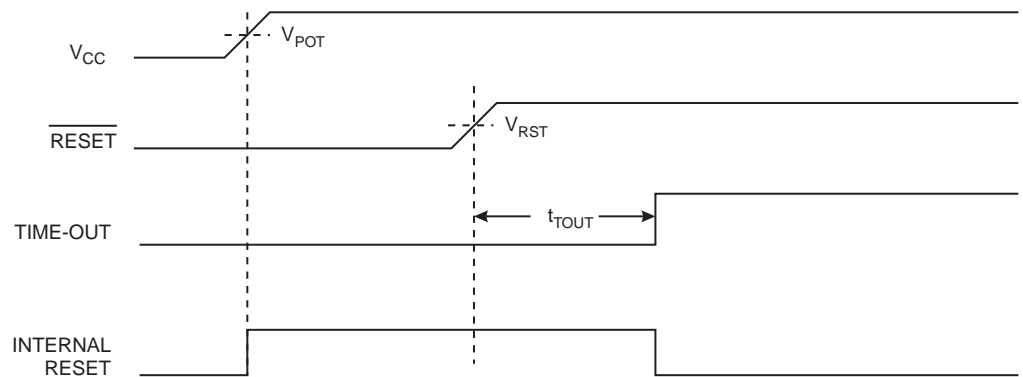 V_CC
V_POT
RESET
V_RST
TIME-OUT
t_TOUT
INTERNAL
RESET